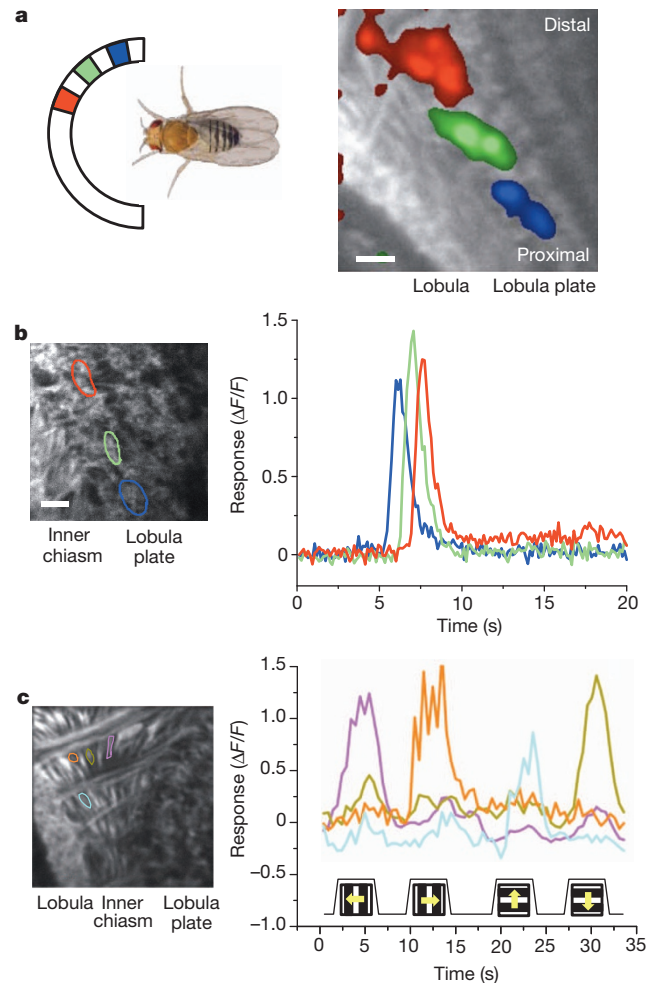 a
Distal
Proximal
Lobula Lobula plate
b
Inner chiasm
Lobula plate
1.5
1.0
0.5
0
Response (ΔF/F)
0 5 10 15 20
Time (s)
c
Lobula Inner chiasm Lobula plate
1.5
1.0
0.5
0
−0.5
−1.0
Response (ΔF/F)
0 5 10 15 20 25 30 35
Time (s)